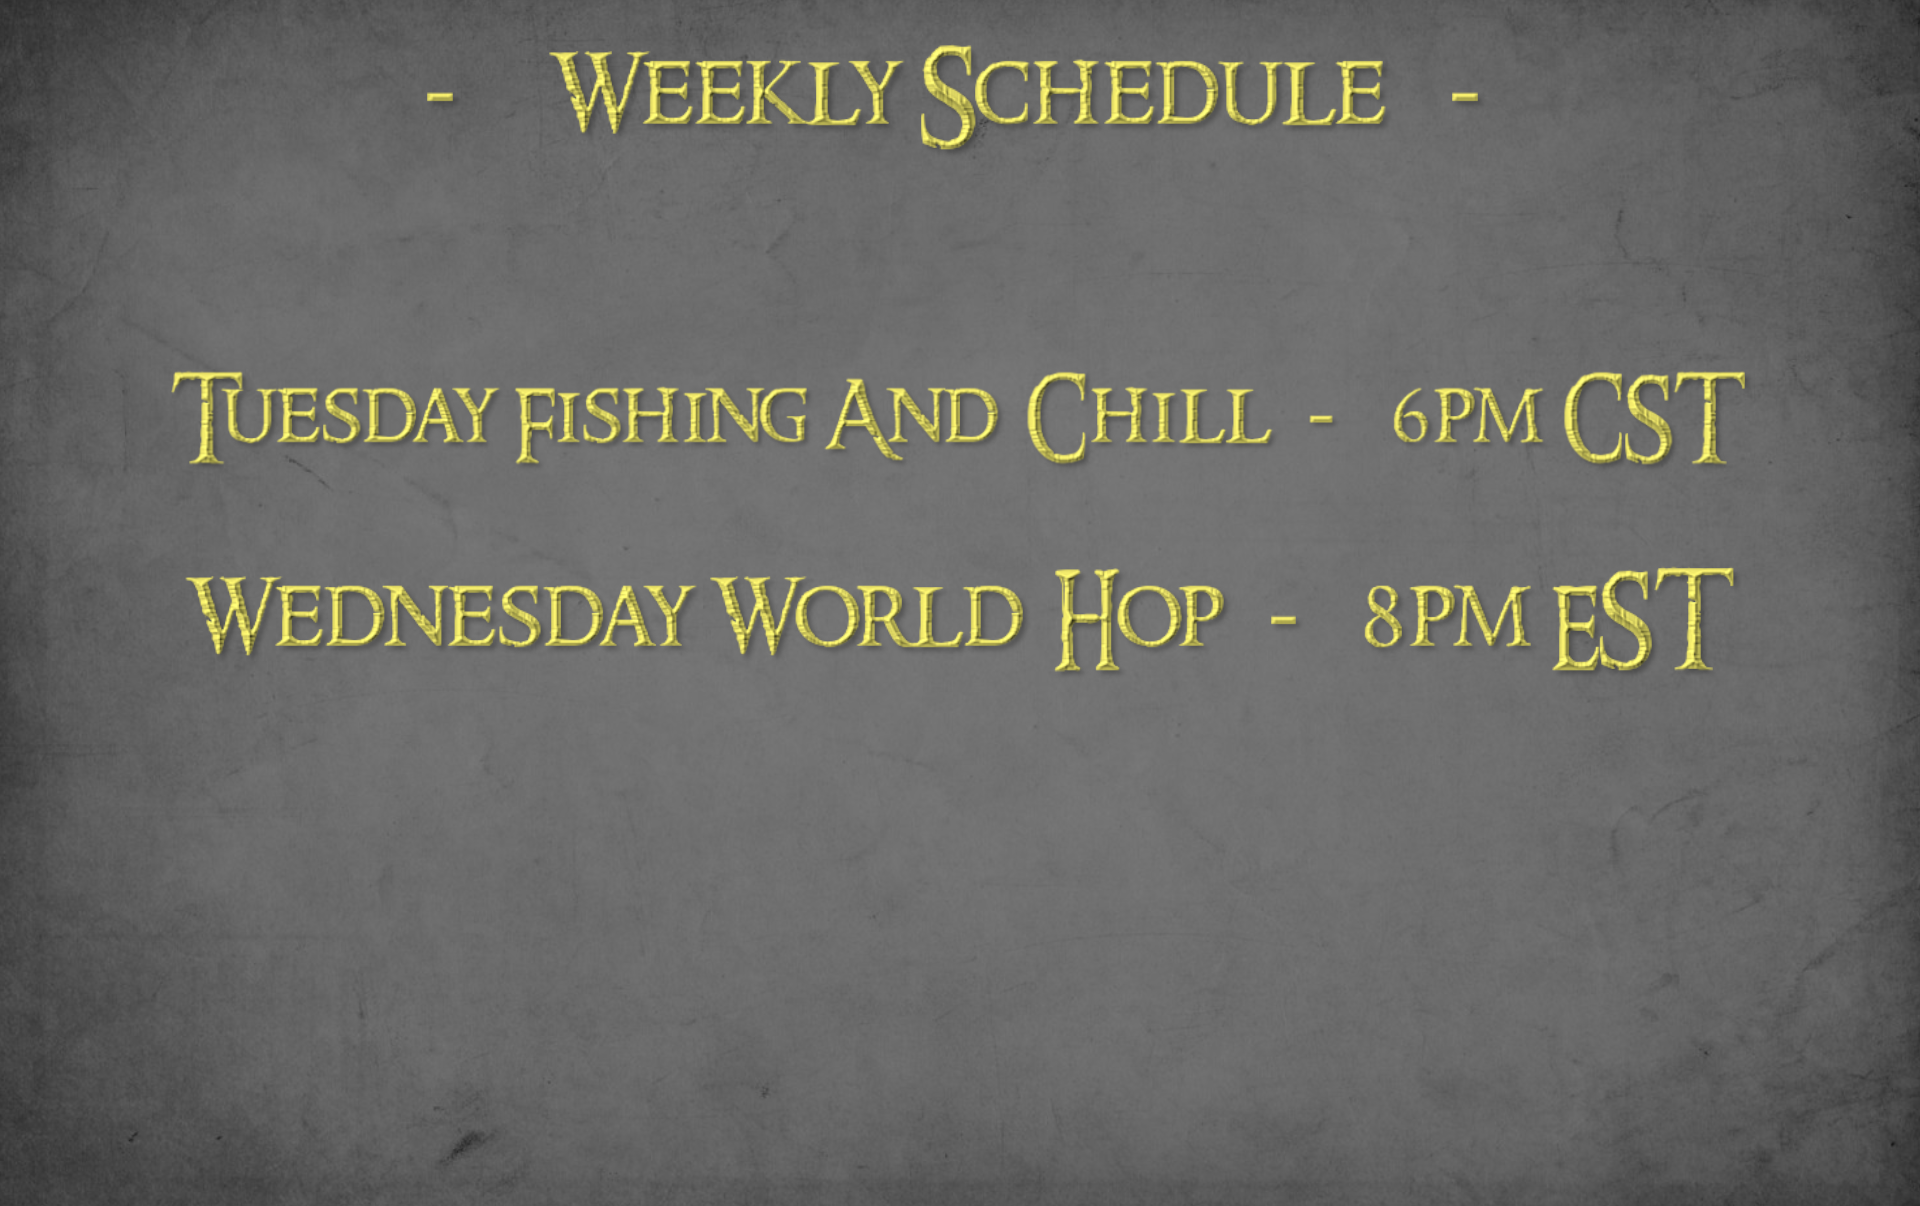 - Weekly Schedule -
Tuesday Fishing And Chill - 6pm CST
Wednesday World Hop - 8pm EST